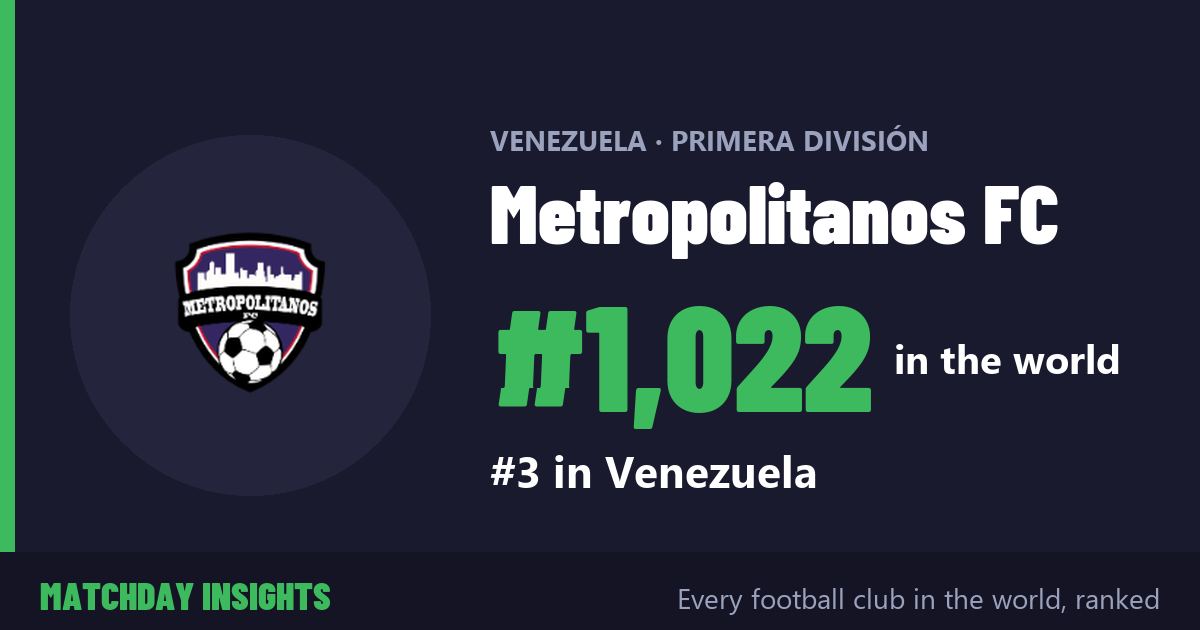 VENEZUELA · PRIMERA DIVISIÓN
Metropolitanos FC
METROPOLITANOS
FC
#1,022 in the world
#3 in Venezuela
MATCHDAY INSIGHTS
Every football club in the world, ranked